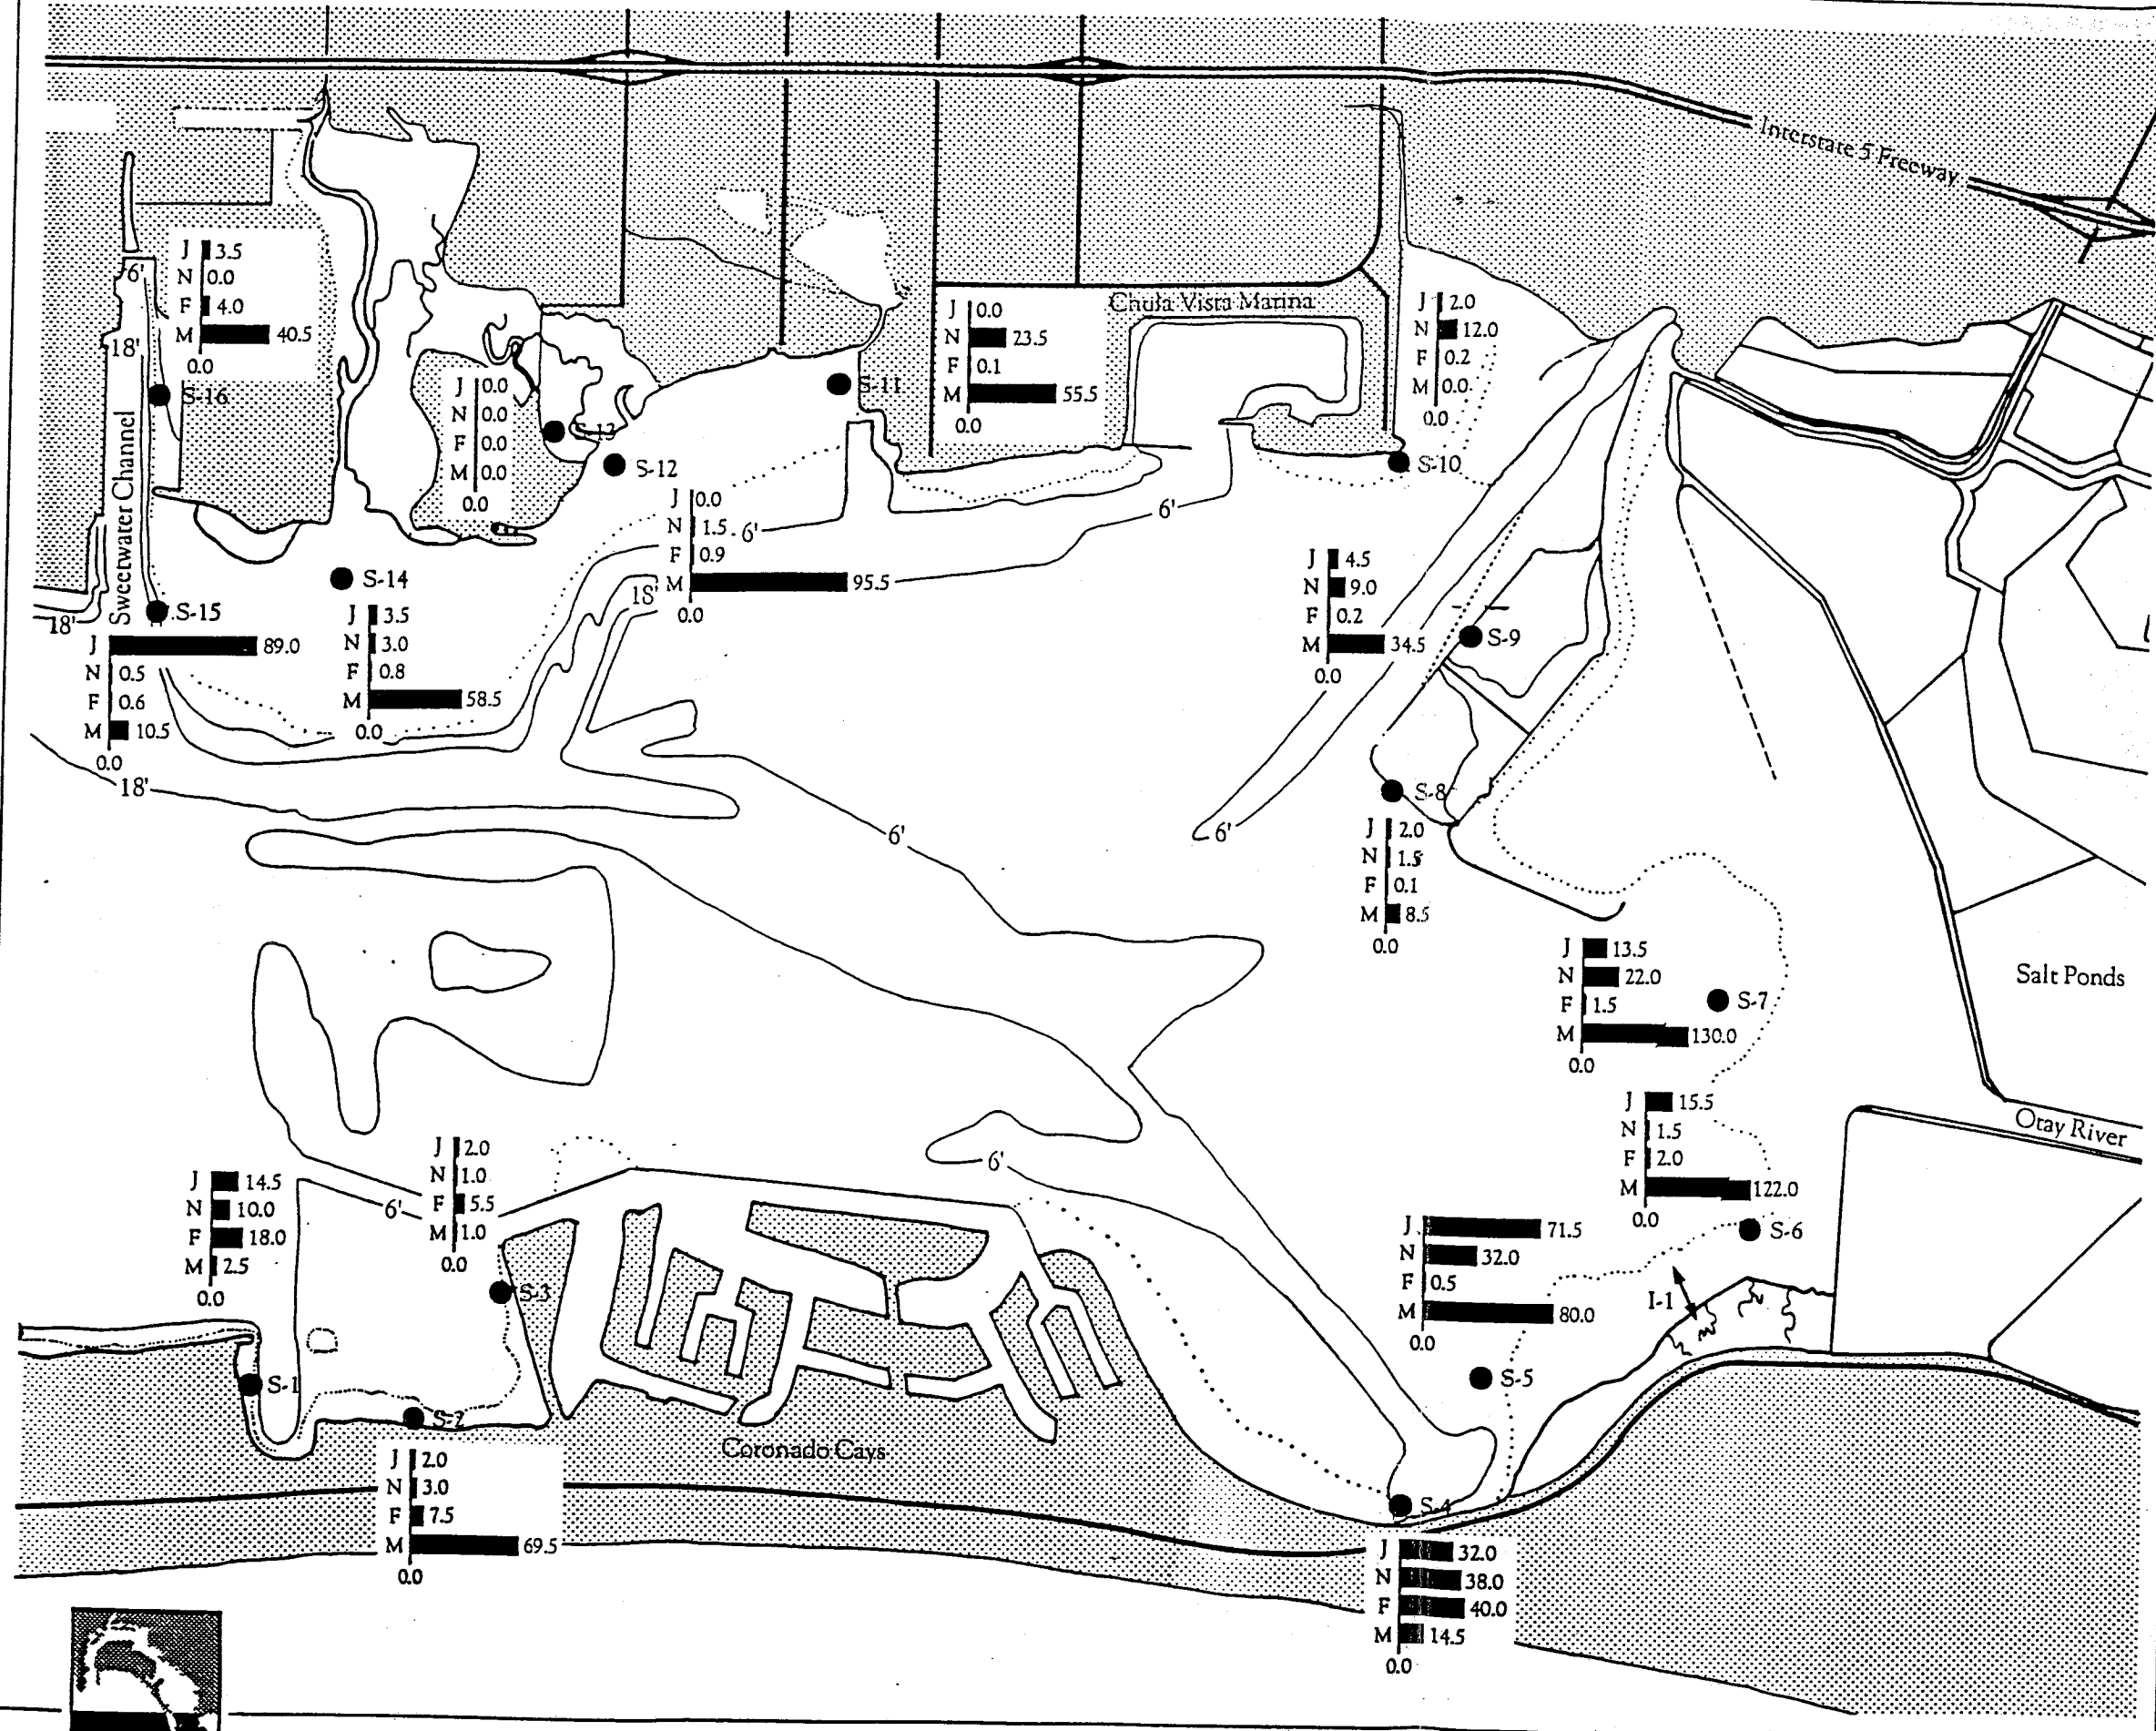 Interstate 5 Freeway
J 3.5
N 0.0
F 4.0
M 40.5
0.0
6'
18'
S-16
Sweetwater Channel
J 0.0
N 0.0
F 0.0
M 0.0
0.0
S-13
S-12
S-11
J 0.0
N 23.5
F 0.1
M 55.5
0.0
Chula Vista Marina
J 2.0
N 12.0
F 0.2
M 0.0
0.0
S-10
J 0.0
N 1.5
F 0.9
M 95.5
0.0
6'
18'
6'
S-14
J 3.5
N 3.0
F 0.8
M 58.5
0.0
S-15
18'
J 89.0
N 0.5
F 0.6
M 10.5
0.0
18'
J 4.5
N 9.0
F 0.2
M 34.5
0.0
S-9
S-8
6'
6'
J 2.0
N 1.5
F 0.1
M 8.5
0.0
J 13.5
N 22.0
F 1.5
M 130.0
0.0
S-7
Salt Ponds
J 15.5
N 1.5
F 2.0
M 122.0
0.0
S-6
Otay River
J 14.5
N 10.0
F 18.0
M 2.5
0.0
6'
J 2.0
N 1.0
F 5.5
M 1.0
0.0
6'
S-3
S-1
S-2
J 71.5
N 32.0
F 0.5
M 80.0
0.0
I-1
S-5
Coronado Cays
J 2.0
N 3.0
F 7.5
M 69.5
0.0
S-4
J 32.0
N 38.0
F 40.0
M 14.5
0.0